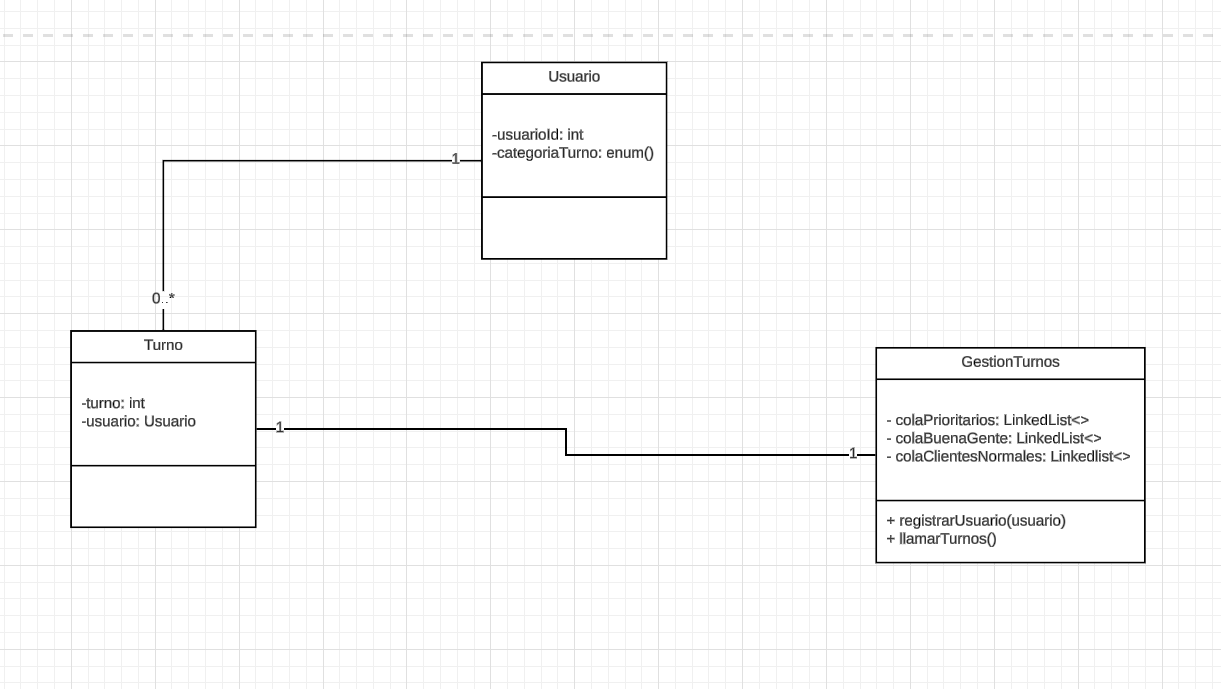 Usuario
-usuarioId: int
-categoriaTurno: enum()
1
0..*
Turno
-turno: int
-usuario: Usuario
1
1
GestionTurnos
- colaPrioritarios: LinkedList<>
- colaBuenaGente: LinkedList<>
- colaClientesNormales: Linkedlist<>
+ registrarUsuario(usuario)
+ llamarTurnos()